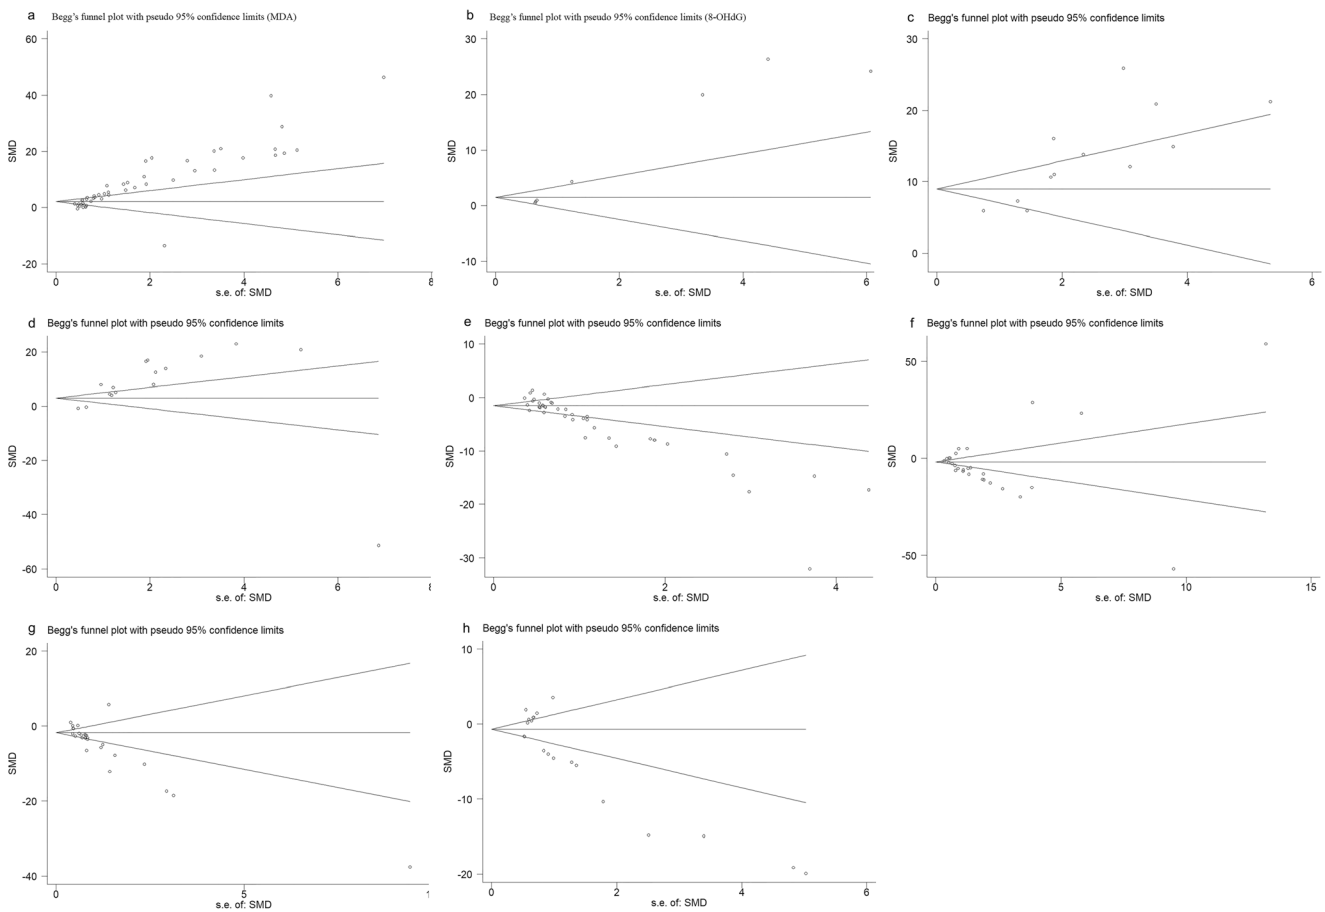 a Begg's funnel plot with pseudo 95% confidence limits (MDA)
60
40
20
0
-20
SMD
0 2 4 6 8
s.e. of: SMD
b Begg's funnel plot with pseudo 95% confidence limits (8-OHdG)
30
20
10
0
-10
SMD
0 2 4 6
s.e. of: SMD
c Begg's funnel plot with pseudo 95% confidence limits
30
20
10
0
SMD
0 2 4 6
s.e. of: SMD
d Begg's funnel plot with pseudo 95% confidence limits
20
0
-20
-40
-60
SMD
0 2 4 6
s.e. of: SMD
e Begg's funnel plot with pseudo 95% confidence limits
10
0
-10
-20
-30
SMD
2 4
s.e. of: SMD
f Begg's funnel plot with pseudo 95% confidence limits
50
0
-50
SMD
0 5 10 15
s.e. of: SMD
g Begg's funnel plot with pseudo 95% confidence limits
20
0
-20
-40
SMD
0 5
s.e. of: SMD
h Begg's funnel plot with pseudo 95% confidence limits
10
0
-10
-20
SMD
0 2 4 6
s.e. of: SMD